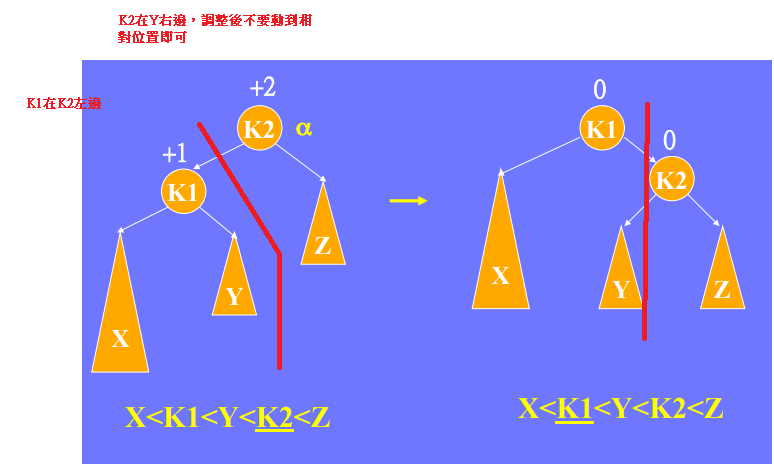 K2在Y右邊，調整後不要動到相
對位置即可
K1在K2左邊
+2
K2
α
+1
K1
Z
Y
X
X<K1<Y<K2<Z
0
K1
0
K2
X
Y
Z
X<K1<Y<K2<Z